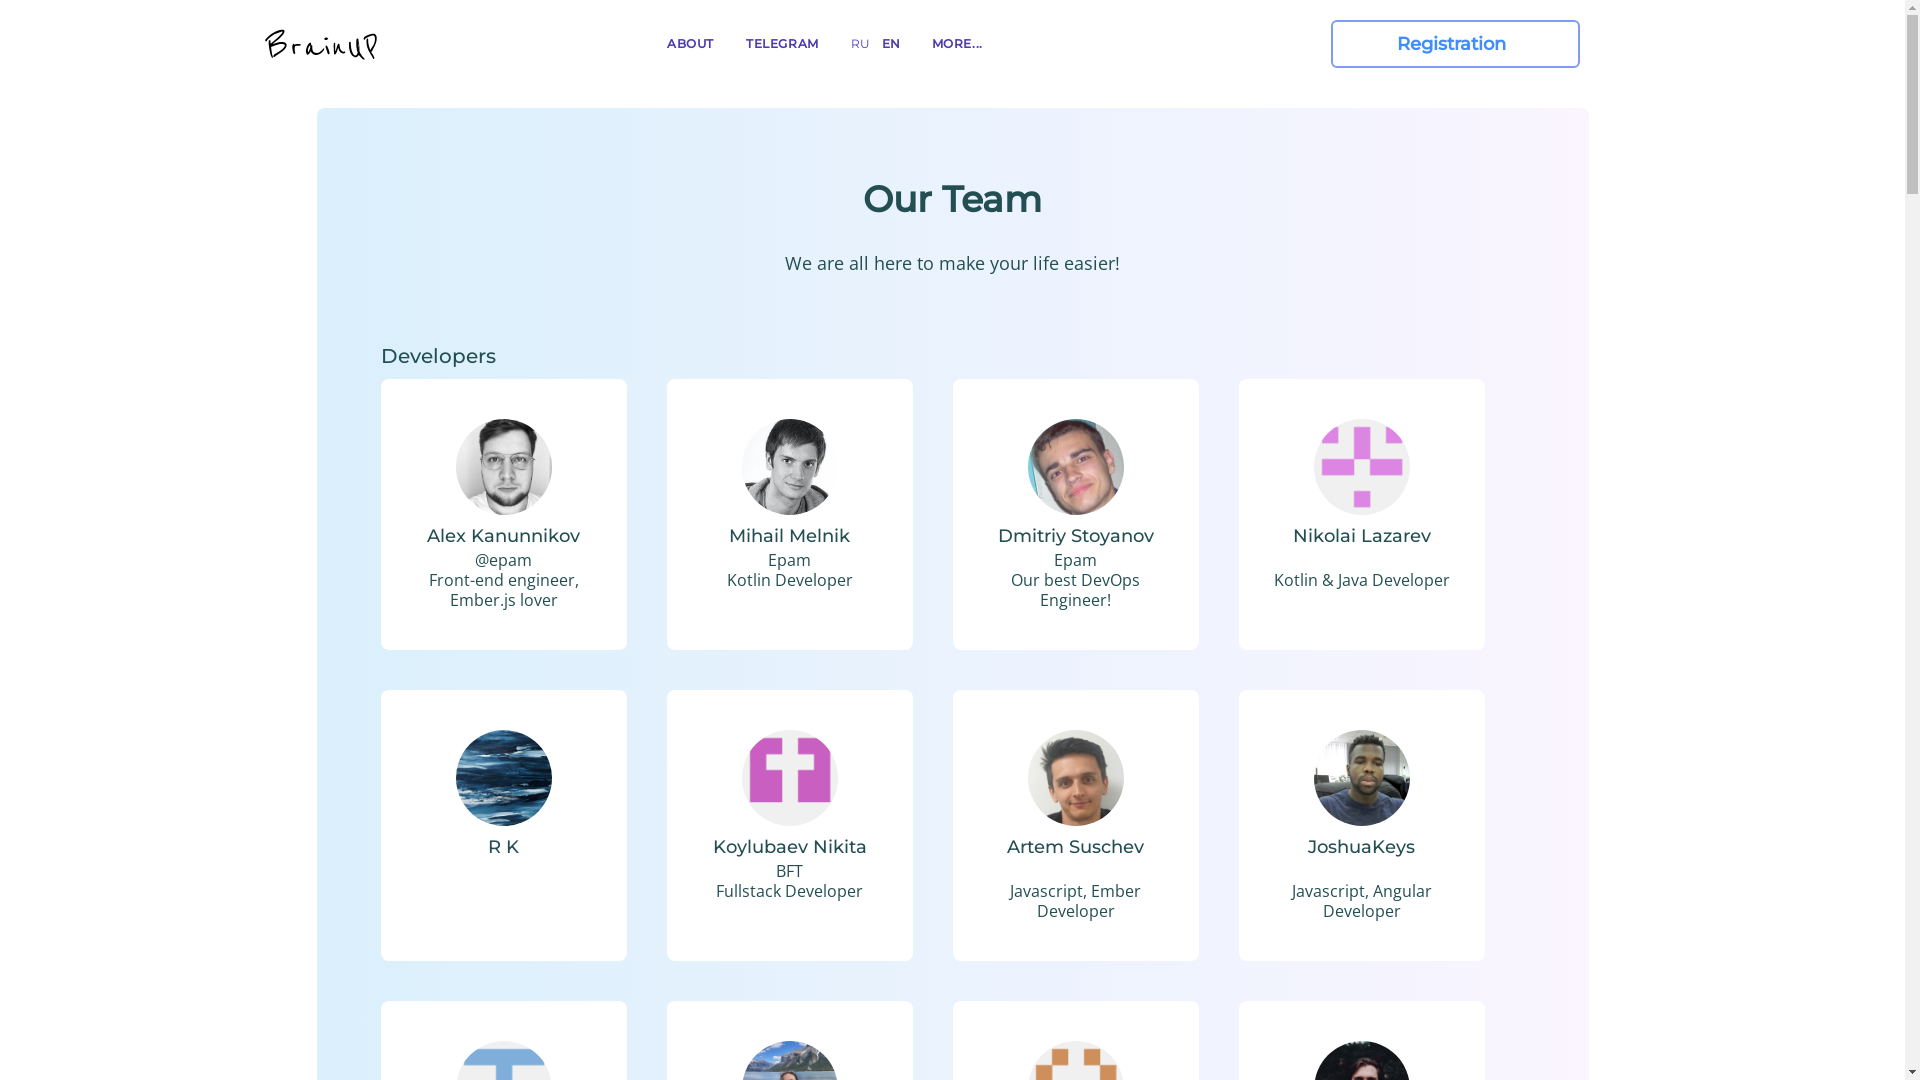 BrainUP
ABOUT
TELEGRAM
RU
EN
MORE...
Registration
Our Team
We are all here to make your life easier!
Developers
Alex Kanunnikov
@epam
Front-end engineer,
Ember.js lover
Mihail Melnik
Epam
Kotlin Developer
Dmitriy Stoyanov
Epam
Our best DevOps
Engineer!
Nikolai Lazarev
Kotlin & Java Developer
R K
Koylubaev Nikita
BFT
Fullstack Developer
Artem Suschev
Javascript, Ember
Developer
JoshuaKeys
Javascript, Angular
Developer